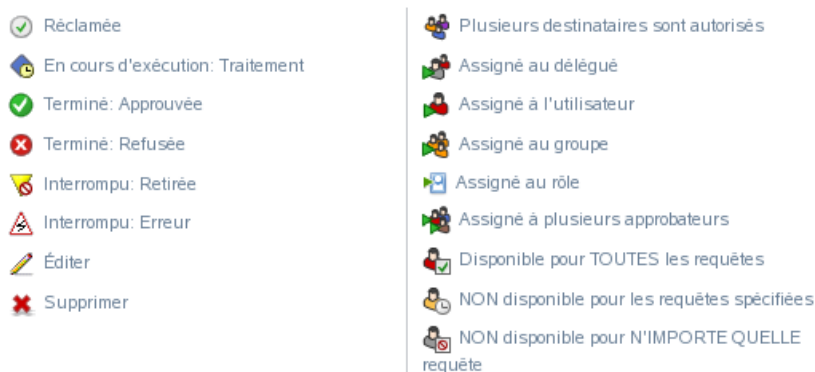 Réclamée
En cours d'exécution: Traitement
Terminé: Approuvée
Terminé: Refusée
Interrompu: Retirée
Interrompu: Erreur
Éditer
Supprimer
Plusieurs destinataires sont autorisés
Assigné au délégué
Assigné à l'utilisateur
Assigné au groupe
Assigné au rôle
Assigné à plusieurs approbateurs
Disponible pour TOUTES les requêtes
NON disponible pour les requêtes spécifiées
NON disponible pour N'IMPORTE QUELLE
requête